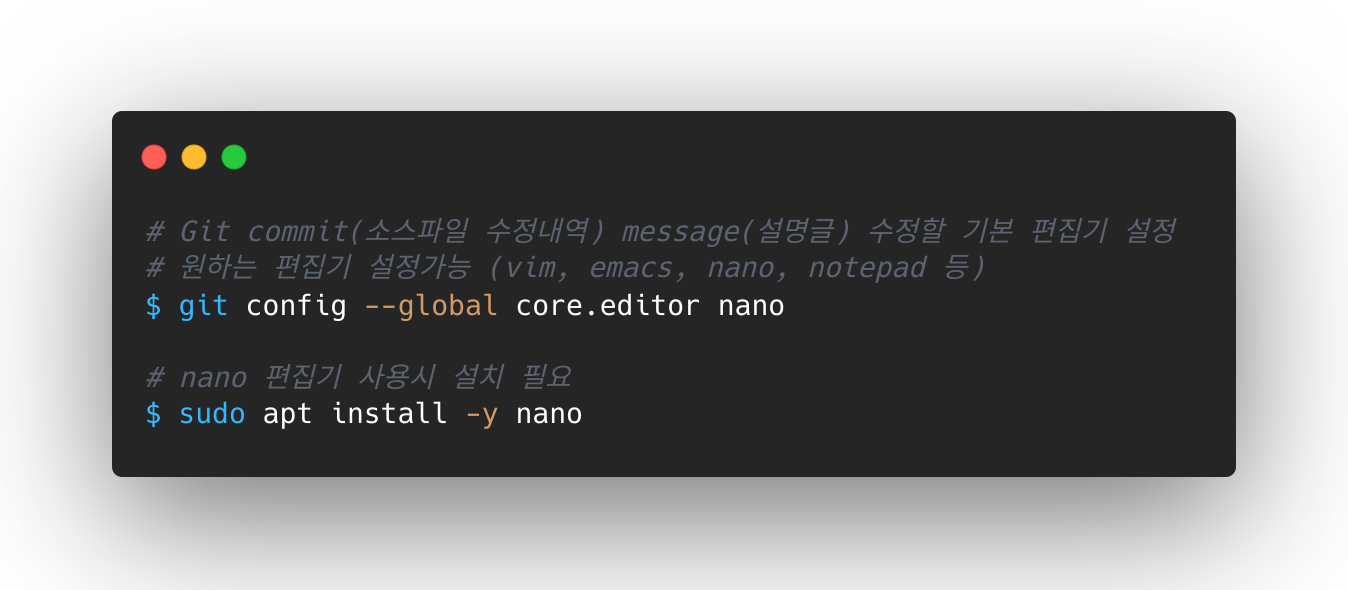 # Git commit(소스파일 수정내역) message(설명글) 수정할 기본 편집기 설정
# 원하는 편집기 설정가능 (vim, emacs, nano, notepad 등)
$ git config --global core.editor nano
# nano 편집기 사용시 설치 필요
$ sudo apt install -y nano